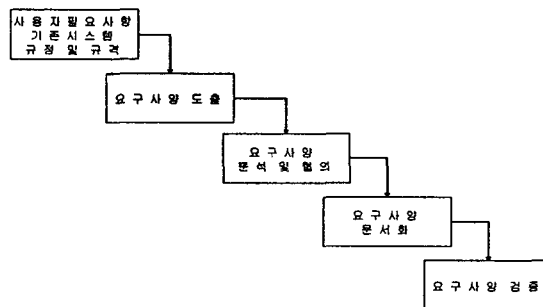 사용자필요사항
기존시스템
규정 및 규격
요구사양 도출
요구사양
분석 및 협의
요구사양
문서화
요구사양 검증